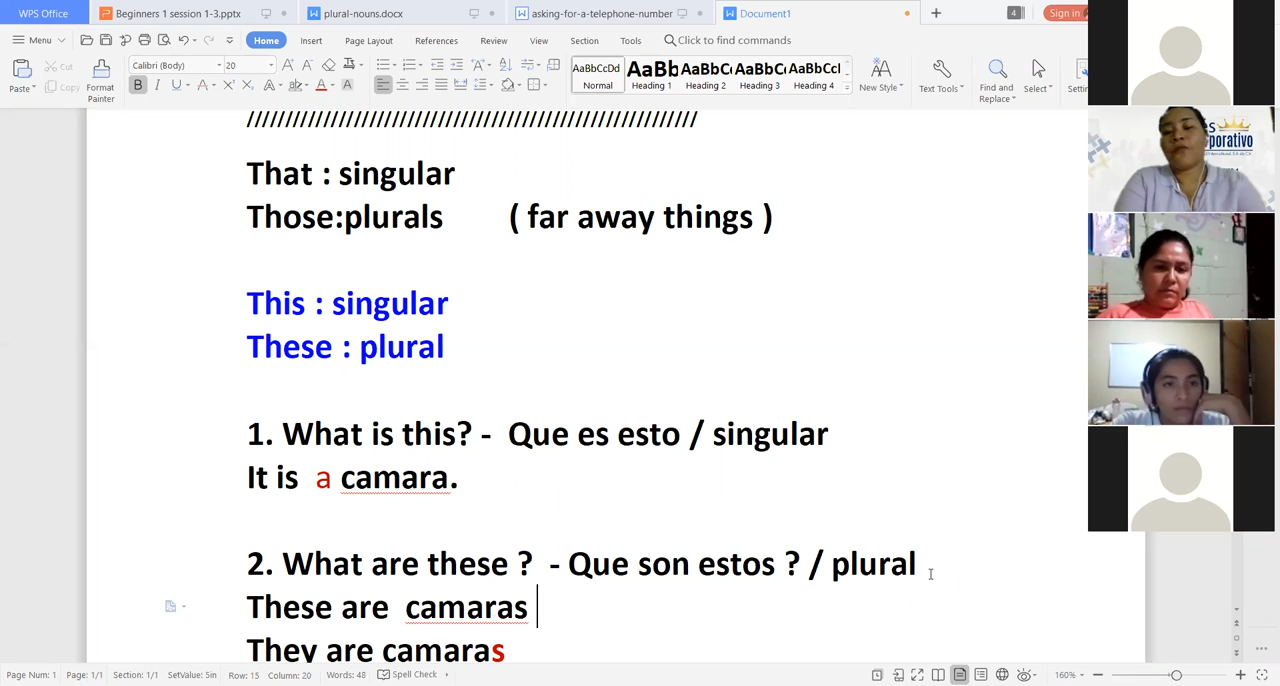 WPS Office
Beginners 1 session 1-3.pptx
plural-nouns.docx
asking-for-a-telephone-number
Document1
4
Sign in
Menu
Home
Insert
Page Layout
References
Review
View
Section
Tools
Click to find commands
Paste
Cut
Copy
Format Painter
Calibri (Body)
20
AaBbCcDd
Normal
AaBb
Heading 1
AaBbC
Heading 2
AaBbC
Heading 3
AaBbCcI
Heading 4
New Style
Text Tools
Find and Replace
Select
////////////////////////////////////////////////////////////
That : singular
Those:plurals ( far away things )
This : singular
These : plural
1. What is this? - Que es esto / singular
It is a camara.
2. What are these ? - Que son estos ? / plural
These are camaras
They are camaras
Page Num: 1
Page: 1/1
Section: 1/1
SetValue: 5in
Row: 15
Column: 20
Words: 48
Spell Check
160%